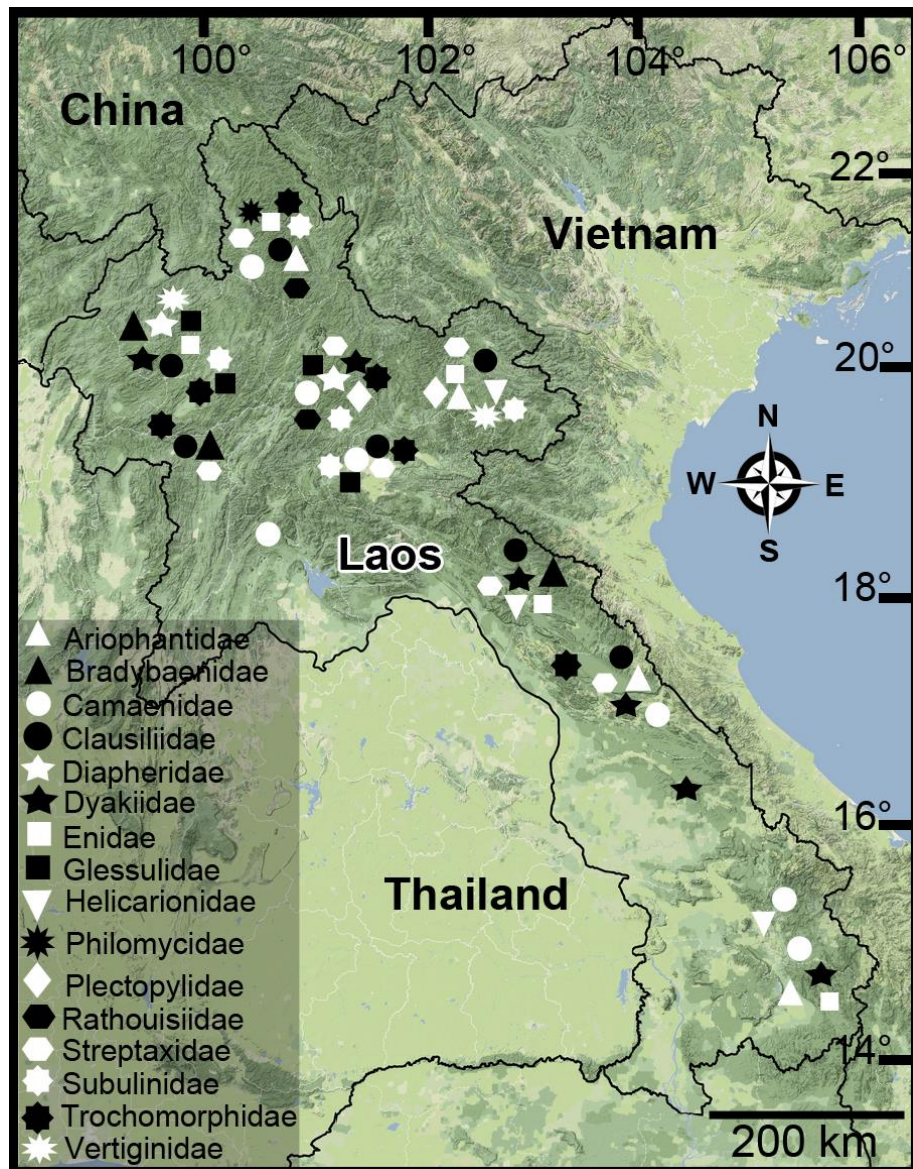 100° 102° 104° 106°
China
22°
Vietnam
20°
N
W E
S
Laos
18°
Ariophantidae
Bradybaenidae
Camaenidae
Clausiliidae
Diapheridae
Dyakiidae
16°
Enidae
Glessulidae
Thailand
Helicarionidae
Philomycidae
Plectopylidae
Rathouisiidae
Streptaxidae
14°
Subulinidae
Trochomorphidae
200 km
Vertiginidae